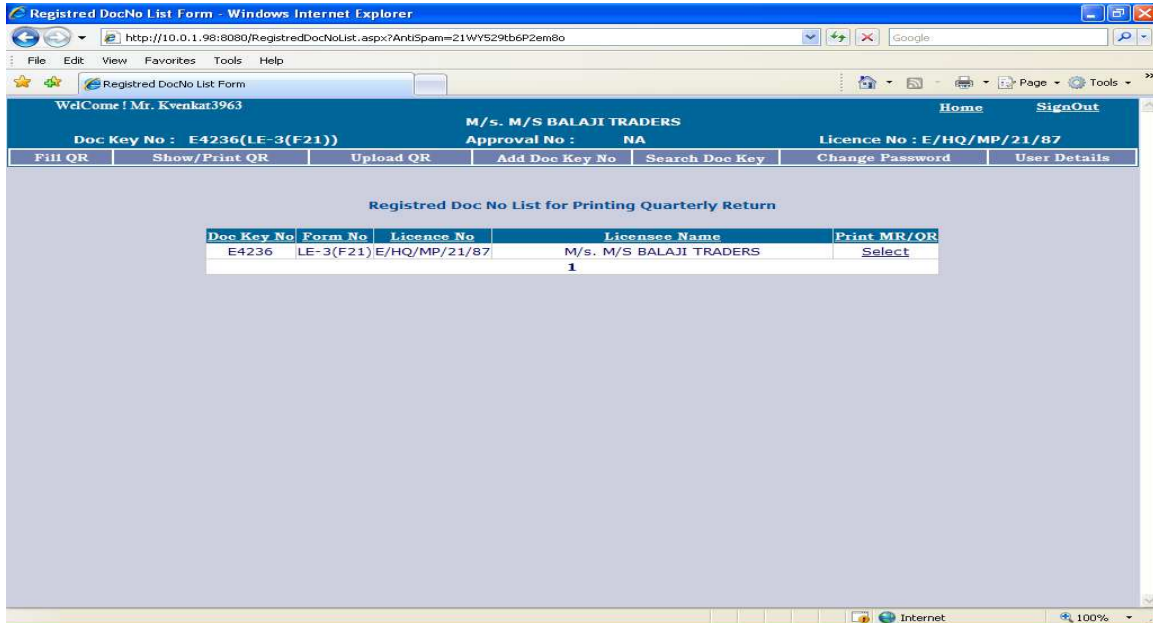 Registred DocNo List Form - Windows Internet Explorer
http://10.0.1.98:8080/RegistredDocNoList.aspx?AntiSpam=21WY529tb6P2em8o Google
File Edit View Favorites Tools Help
Registred DocNo List Form Page Tools
WelCome ! Mr. Kvenkat3963 Home SignOut
M/s. M/S BALAJI TRADERS
Doc Key No : E4236(LE-3(F21)) Approval No : NA Licence No : E/HQ/MP/21/87
Fill QR Show/Print QR Upload QR Add Doc Key No Search Doc Key Change Password User Details
Registred Doc No List for Printing Quarterly Return
Doc Key No Form No Licence No Licensee Name Print MR/QR
E4236 LE-3(F21) E/HQ/MP/21/87 M/s. M/S BALAJI TRADERS Select
1
Internet 100%